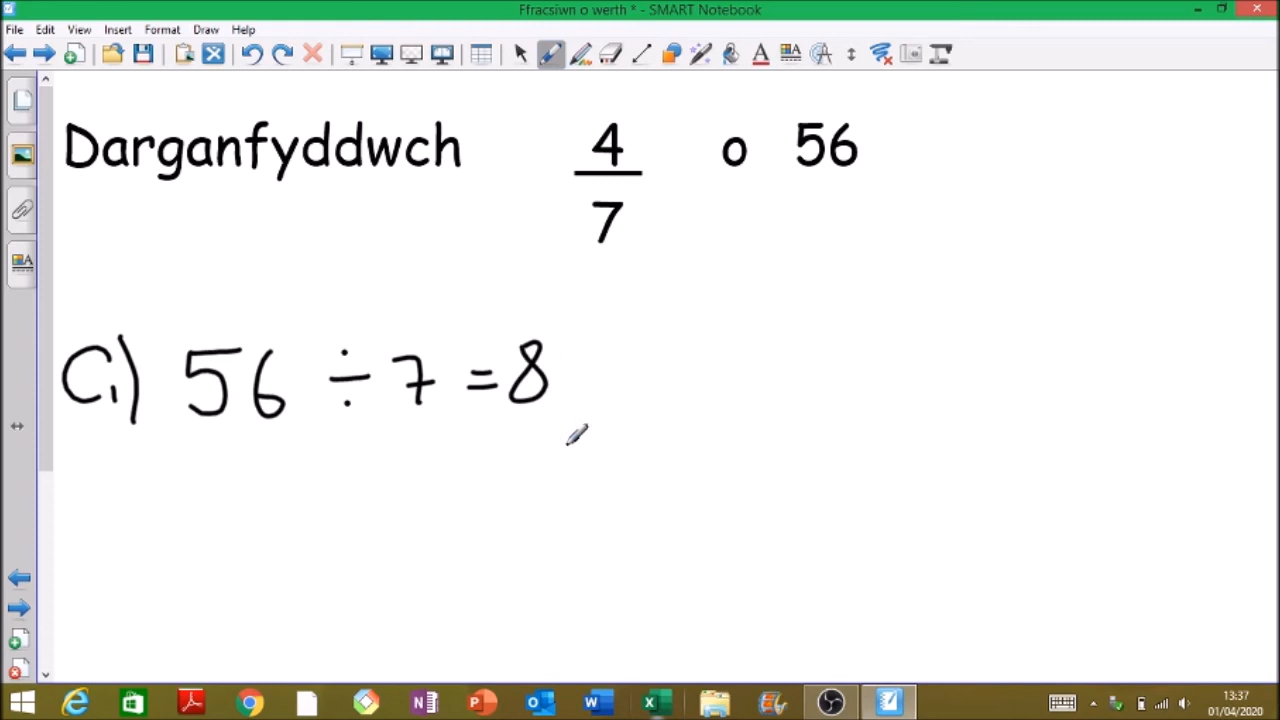 Ffracsiwn o werth * - SMART Notebook
File Edit View Insert Format Draw Help
Darganfyddwch 4/7 o 56
C1) 56 ÷ 7 = 8
13:37
01/04/2020